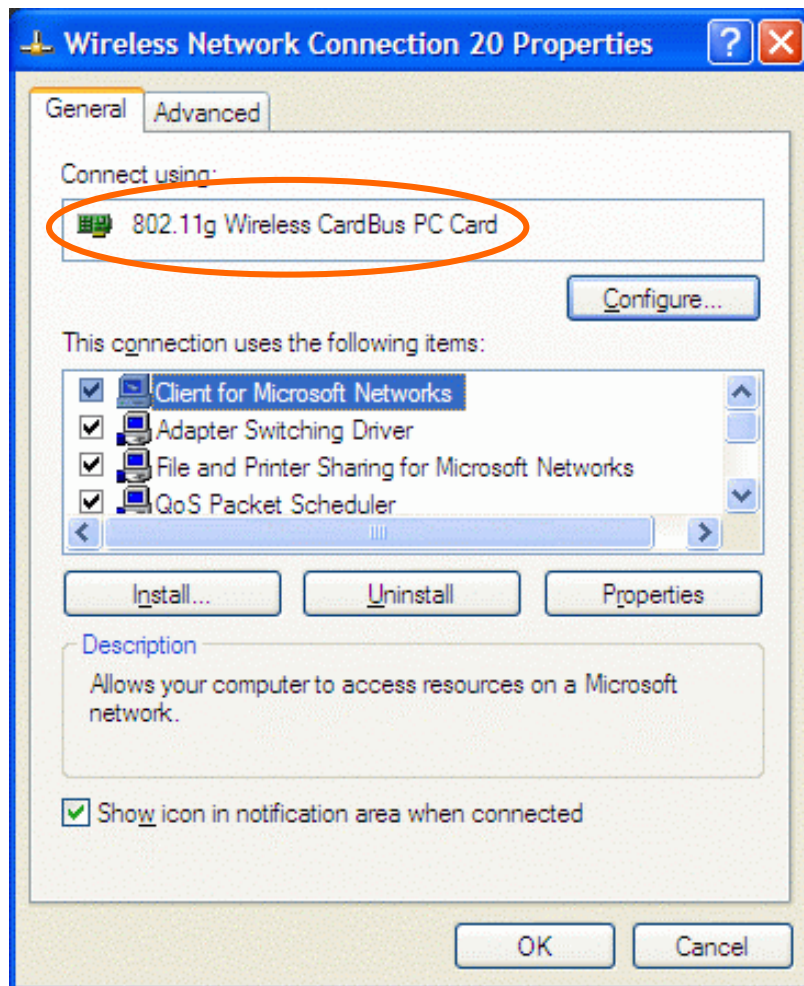 Wireless Network Connection 20 Properties
General
Advanced
Connect using:
802.11g Wireless CardBus PC Card
Configure...
This connection uses the following items:
Client for Microsoft Networks
Adapter Switching Driver
File and Printer Sharing for Microsoft Networks
QoS Packet Scheduler
Install...
Uninstall
Properties
Description
Allows your computer to access resources on a Microsoft
network.
Show icon in notification area when connected
OK
Cancel